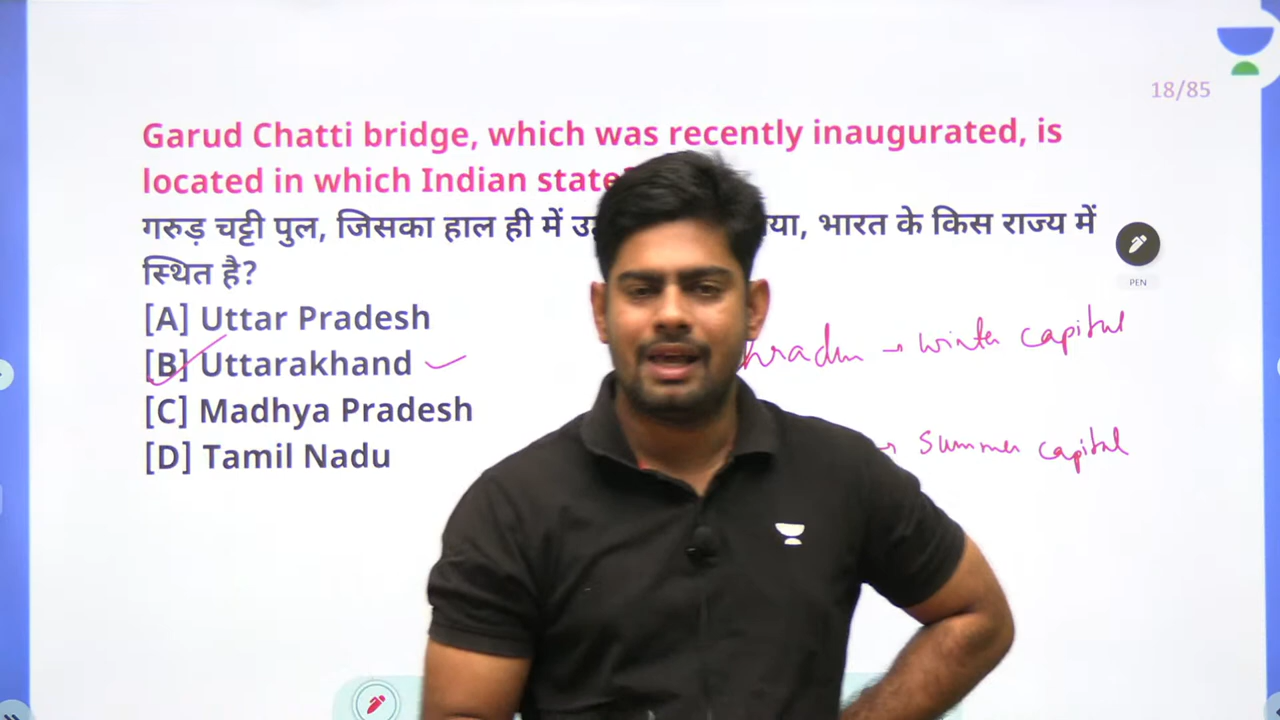 18/85
Garud Chatti bridge, which was recently inaugurated, is
located in which Indian state
गरुड़ चट्टी पुल, जिसका हाल ही में भारत के किस राज्य में
स्थित है?
PEN
[A] Uttar Pradesh
[B] Uttarakhand
[C] Madhya Pradesh
[D] Tamil Nadu
→ winter capital
→ Summer capital